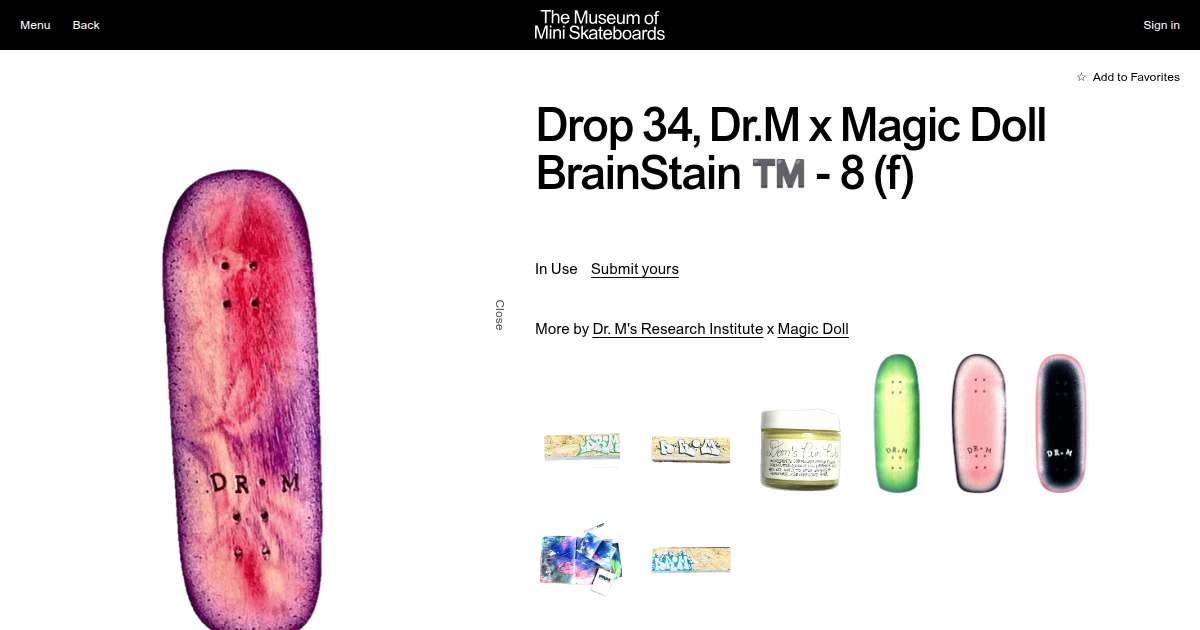 Menu
Back
The Museum of
Mini Skateboards
Sign in
☆ Add to Favorites
Drop 34, Dr.M x Magic Doll
BrainStain ™️ - 8 (f)
In Use
Submit yours
Close
More by Dr. M's Research Institute x Magic Doll
DR•M
DR•M
DR•M
DR•M